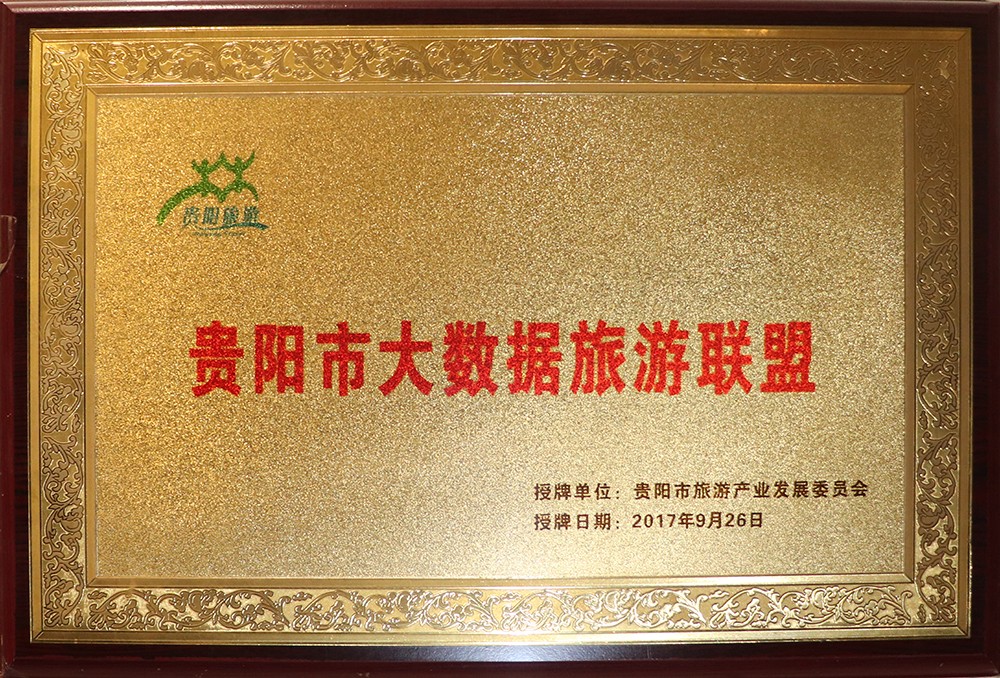 贵阳旅游
贵阳市大数据旅游联盟
授牌单位：贵阳市旅游产业发展委员会
授牌日期：2017年9月26日